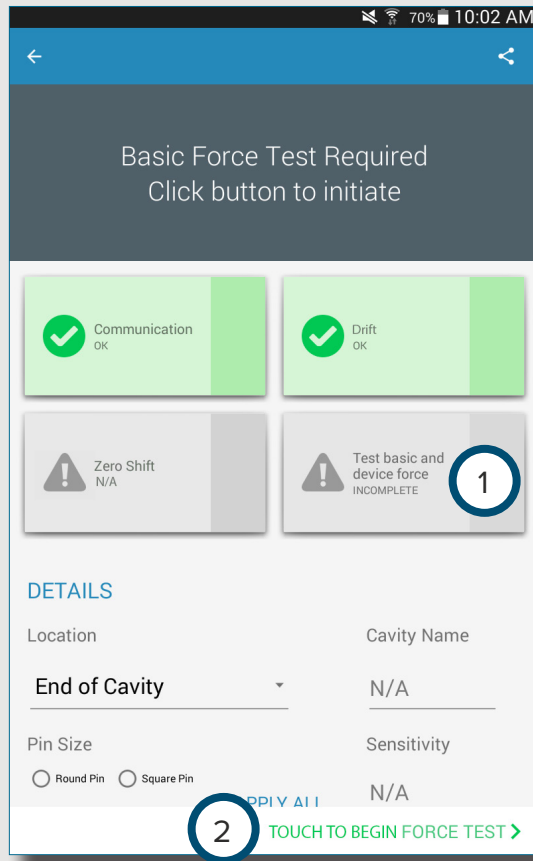 70% 10:02 AM
Basic Force Test Required
Click button to initiate
Communication
OK
Drift
OK
Zero Shift
N/A
Test basic and
device force
INCOMPLETE
1
DETAILS
Location
Cavity Name
End of Cavity
N/A
Pin Size
Sensitivity
Round Pin Square Pin
N/A
PPLY ALL
2
TOUCH TO BEGIN FORCE TEST